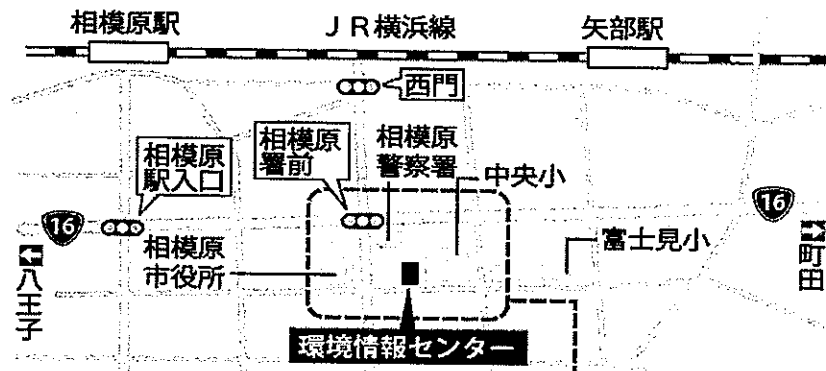 相模原駅
JR横浜線
矢部駅
西門
相模原
駅入口
相模原
署前
相模原
警察署
中央小
16
16
相模原
市役所
富士見小
八王子
町田
環境情報センター